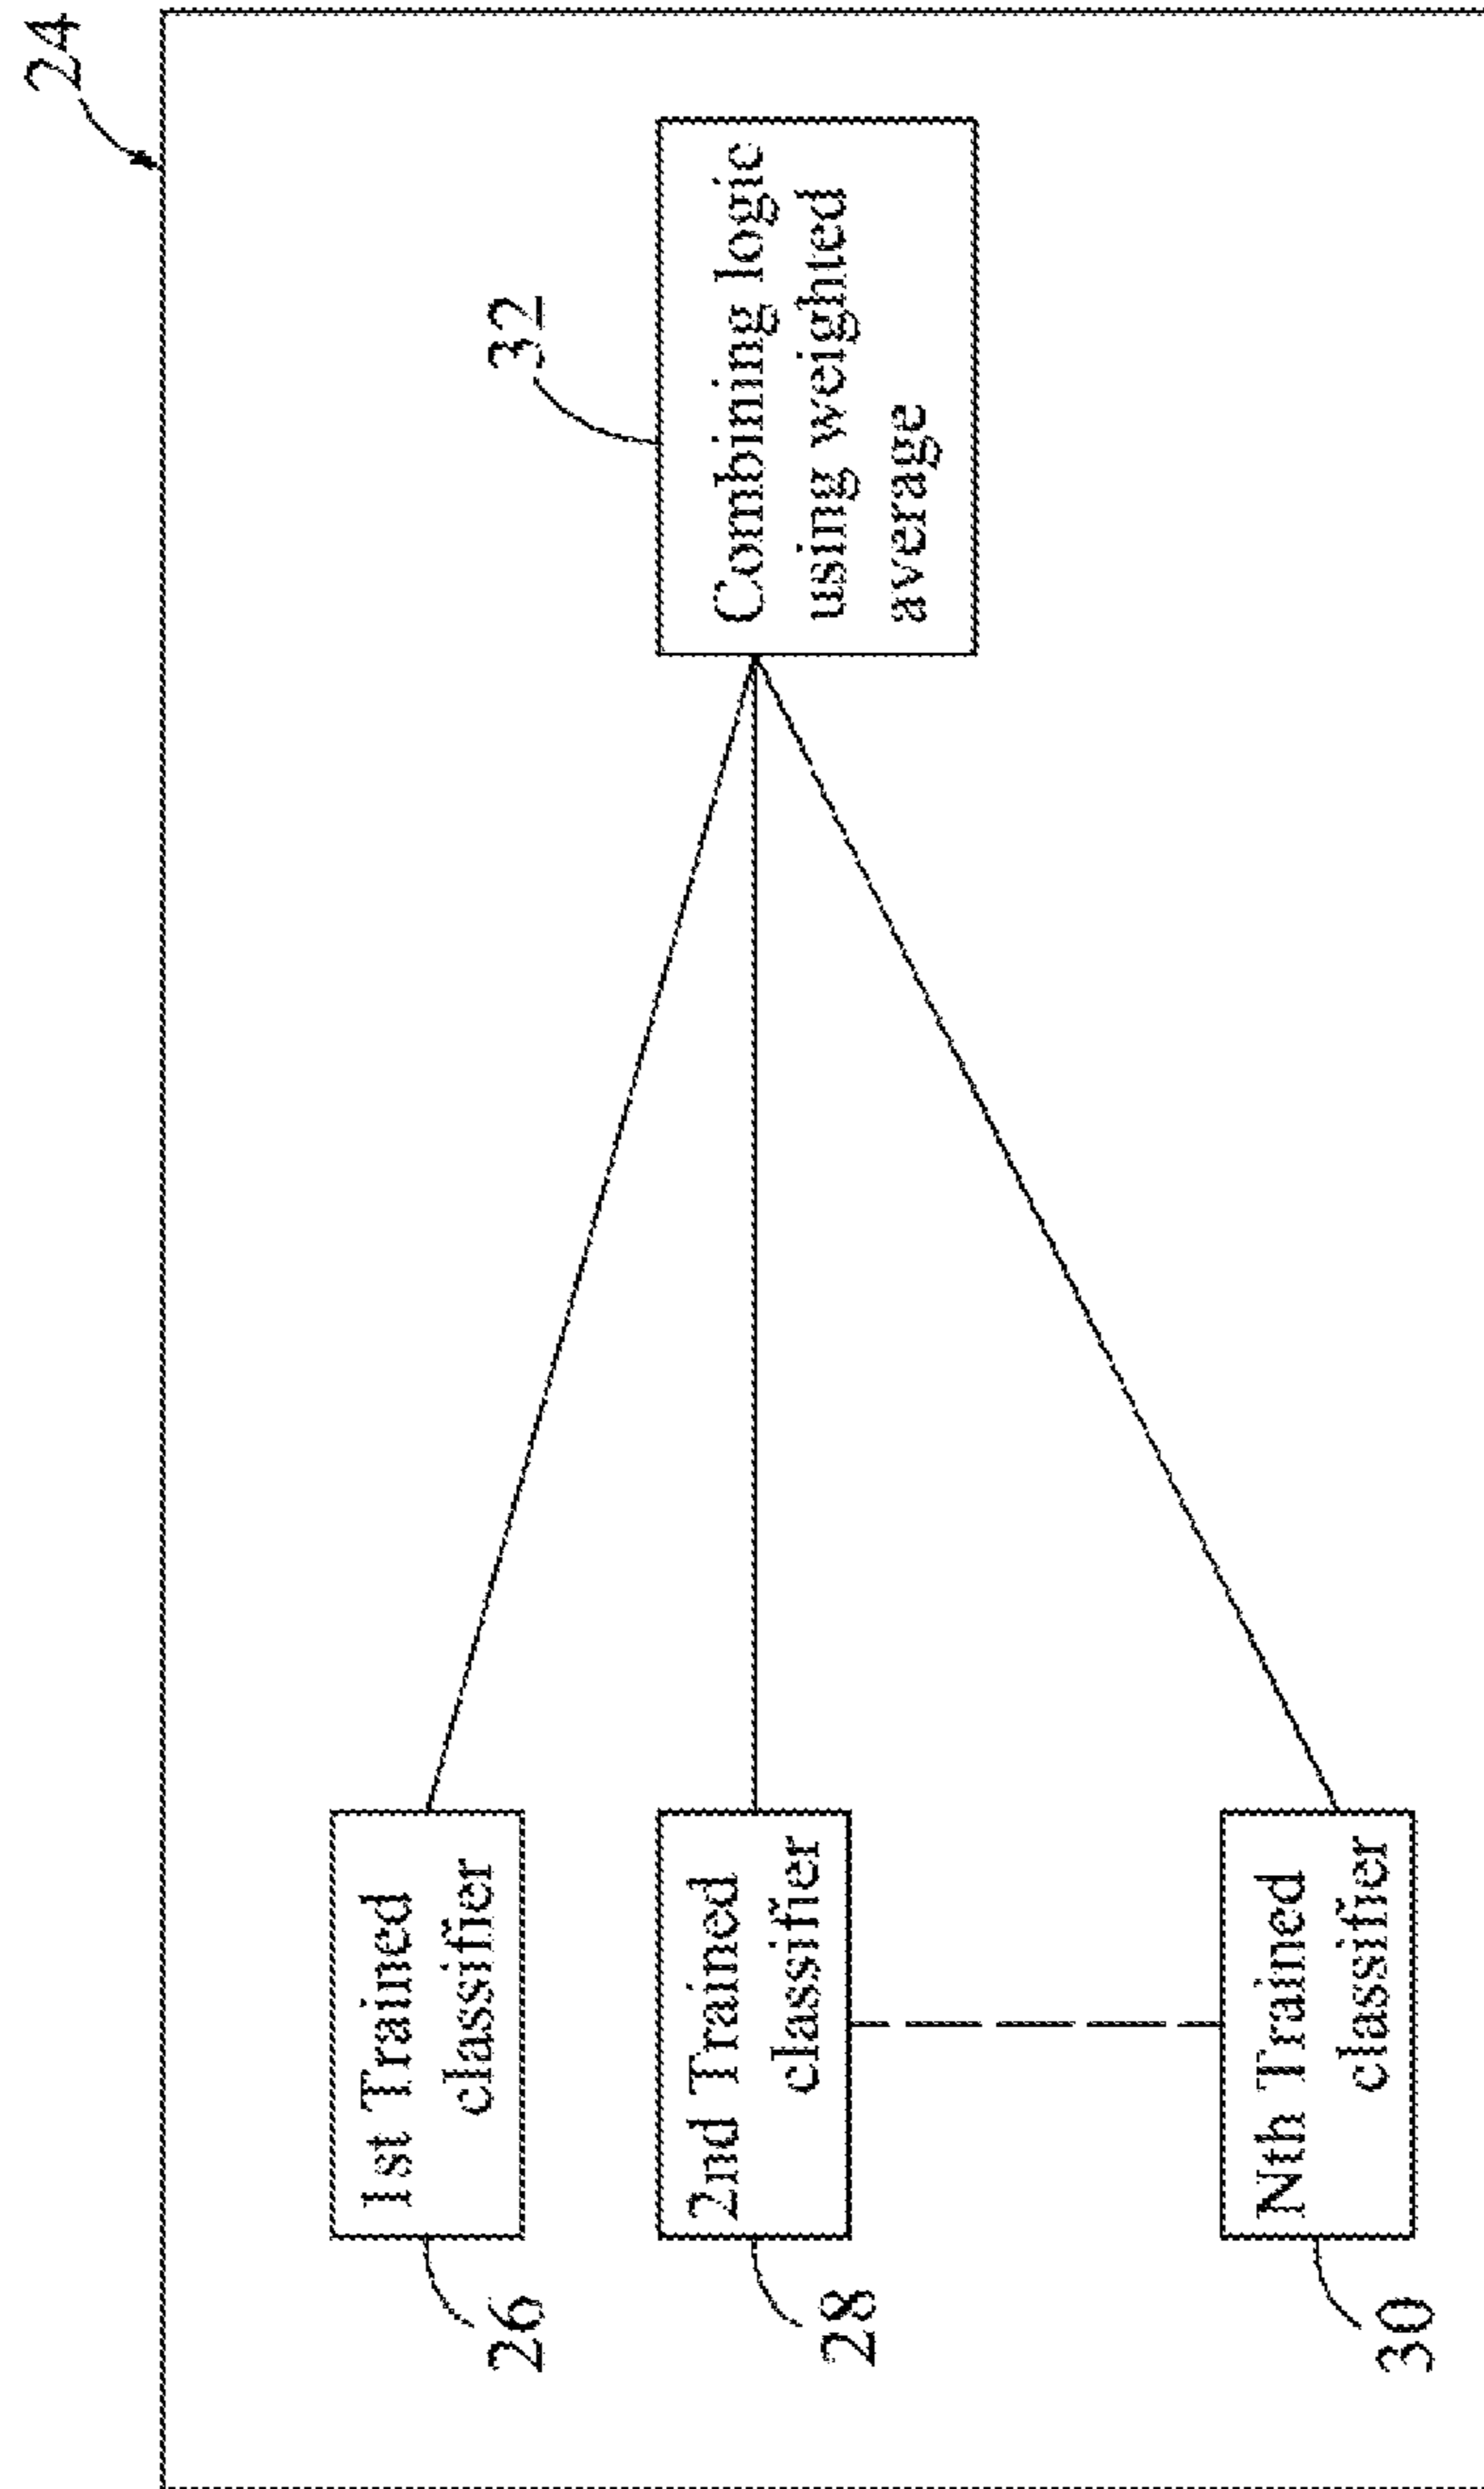 24
1st Trained
classifier
26
2nd Trained
classifier
28
Nth Trained
classifier
30
32
Combining logic
using weighted
average